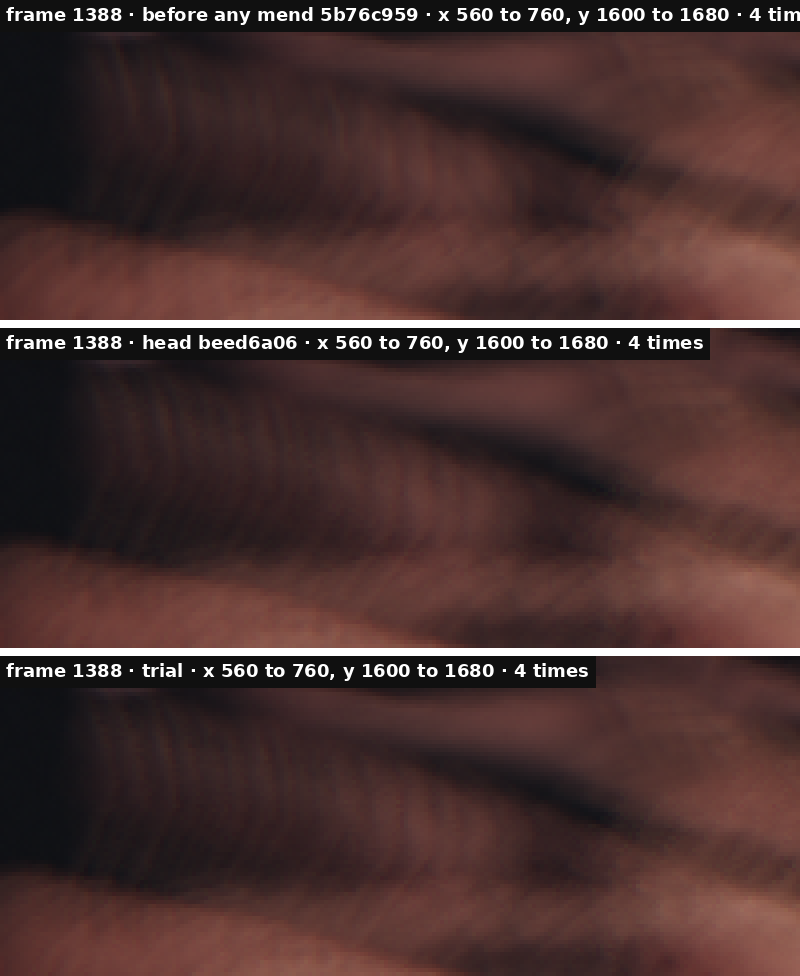 frame 1388 · before any mend 5b76c959 · x 560 to 760, y 1600 to 1680 · 4 tim
frame 1388 · head beed6a06 · x 560 to 760, y 1600 to 1680 · 4 times
frame 1388 · trial · x 560 to 760, y 1600 to 1680 · 4 times